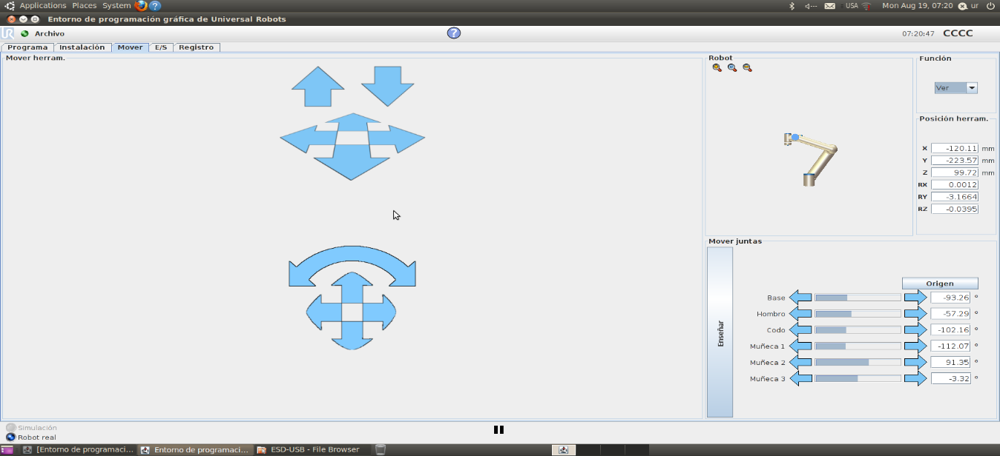 Applications Places System ?
USA Mon Aug 19, 07:20 ur
Entorno de programación gráfica de Universal Robots
UR Archivo ? 07:20:47 CCCC
Programa Instalación Mover E/S Registro
Mover herram.
Robot
Función
Ver
Posición herram.
X -120.11 mm
Y -223.57 mm
Z 99.72 mm
RX 0.0012
RY -3.1664
RZ -0.0395
Mover juntas
Enseñar
Origen
Base -93.26 °
Hombro -57.29 °
Codo -102.16 °
Muñeca 1 -112.07 °
Muñeca 2 91.35 °
Muñeca 3 -3.32 °
Simulación
Robot real
[Entorno de programaci... Entorno de programaci... ESD-USB - File Browser